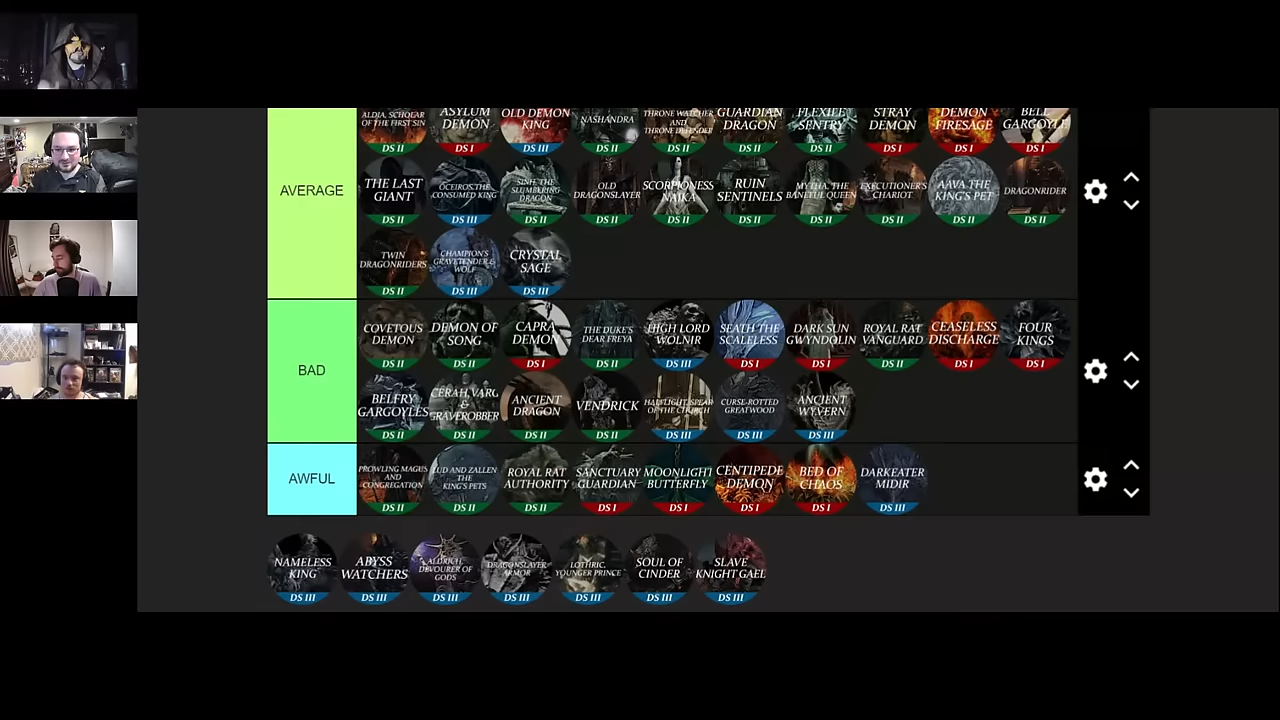 ALDIA, SCHOLAR
OF THE FIRST SIN
DS II
ASYLUM
DEMON
DS I
OLD DEMON
KING
DS III
NASHANDRA
DS II
THRONE WATCHER
AND
THRONE DEFENDER
DS II
GUARDIAN
DRAGON
DS II
FLEXILE
SENTRY
DS II
STRAY
DEMON
DS I
DEMON
FIRESAGE
DS I
BELL
GARGOYLE
DS I
AVERAGE
THE LAST
GIANT
DS II
OCEIROS, THE
CONSUMED KING
DS III
SINH, THE
SLUMBERING
DRAGON
DS II
OLD
DRAGONSLAYER
DS II
SCORPIONESS
NAJKA
DS II
RUIN
SENTINELS
DS II
MYTHA, THE
BANEFUL QUEEN
DS II
EXECUTIONER'S
CHARIOT
DS II
AAVA THE
KING'S PET
DS II
DRAGONRIDER
DS II
TWIN
DRAGONRIDERS
DS II
CHAMPION'S
GRAVETENDER &
WOLF
DS III
CRYSTAL
SAGE
DS III
BAD
COVETOUS
DEMON
DS II
DEMON OF
SONG
DS II
CAPRA
DEMON
DS I
THE DUKE'S
DEAR FREYA
DS II
HIGH LORD
WOLNIR
DS III
SEATH THE
SCALELESS
DS I
DARK SUN
GWYNDOLIN
DS I
ROYAL RAT
VANGUARD
DS II
CEASELESS
DISCHARGE
DS I
FOUR
KINGS
DS I
BELFRY
GARGOYLES
DS II
CERAH, VARG
&
GRAVEROBBER
DS II
ANCIENT
DRAGON
DS II
VENDRICK
DS II
HALFLIGHT, SPEAR
OF THE CHURCH
DS III
CURSE-ROTTED
GREATWOOD
DS III
ANCIENT
WYVERN
DS III
AWFUL
PROWLING MAGUS
AND
CONGREGATION
DS II
LUD AND ZALLEN
THE
KING'S PETS
DS II
ROYAL RAT
AUTHORITY
DS II
SANCTUARY
GUARDIAN
DS I
MOONLIGHT
BUTTERFLY
DS I
CENTIPEDE
DEMON
DS I
BED OF
CHAOS
DS I
DARKEATER
MIDIR
DS III
NAMELESS
KING
DS III
ABYSS
WATCHERS
DS III
ALDRICH,
DEVOURER OF
GODS
DS III
DRAGONSLAYER
ARMOR
DS III
LOTHRIC,
YOUNGER PRINCE
DS III
SOUL OF
CINDER
DS III
SLAVE
KNIGHT GAEL
DS III